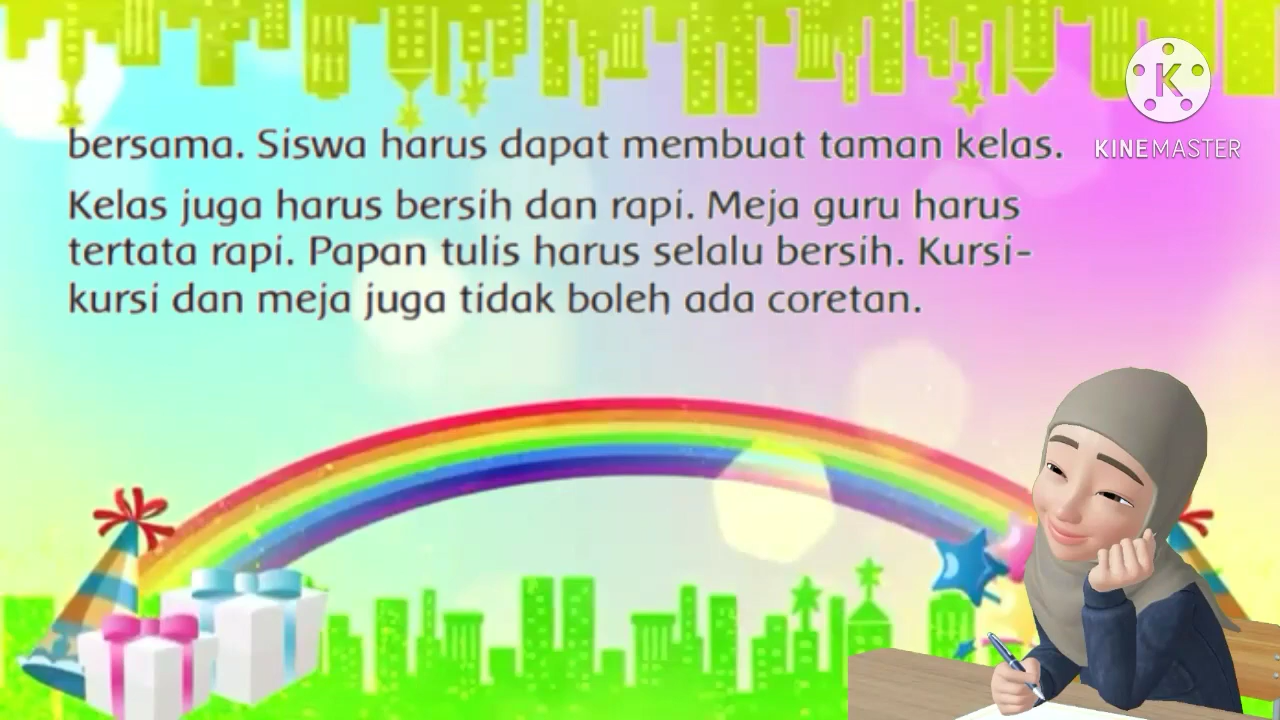 bersama. Siswa harus dapat membuat taman kelas.
Kelas juga harus bersih dan rapi. Meja guru harus
tertata rapi. Papan tulis harus selalu bersih. Kursi-
kursi dan meja juga tidak boleh ada coretan.
K
KINEMASTER